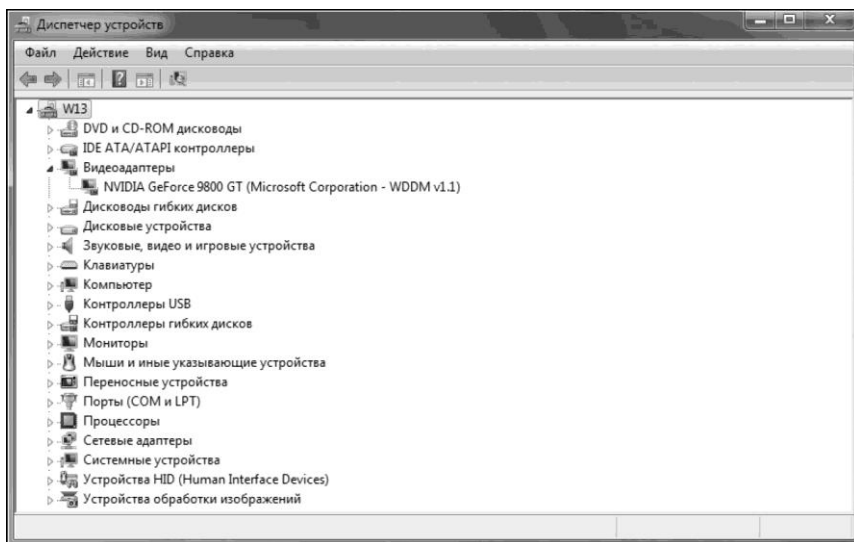 Диспетчер устройств
Файл Действие Вид Справка
W13
DVD и CD-ROM дисководы
IDE ATA/ATAPI контроллеры
Видеоадаптеры
NVIDIA GeForce 9800 GT (Microsoft Corporation - WDDM v1.1)
Дисководы гибких дисков
Дисковые устройства
Звуковые, видео и игровые устройства
Клавиатуры
Компьютер
Контроллеры USB
Контроллеры гибких дисков
Мониторы
Мыши и иные указывающие устройства
Переносные устройства
Порты (COM и LPT)
Процессоры
Сетевые адаптеры
Системные устройства
Устройства HID (Human Interface Devices)
Устройства обработки изображений